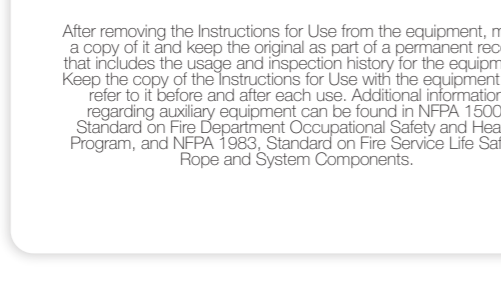 After removing the Instructions for Use from the equipment, m
a copy of it and keep the original as part of a permanent rec
that includes the usage and inspection history for the equipm
Keep the copy of the Instructions for Use with the equipment
refer to it before and after each use. Additional information
regarding auxiliary equipment can be found in NFPA 1500
Standard on Fire Department Occupational Safety and Hea
Program, and NFPA 1983, Standard on Fire Service Life Saf
Rope and System Components.